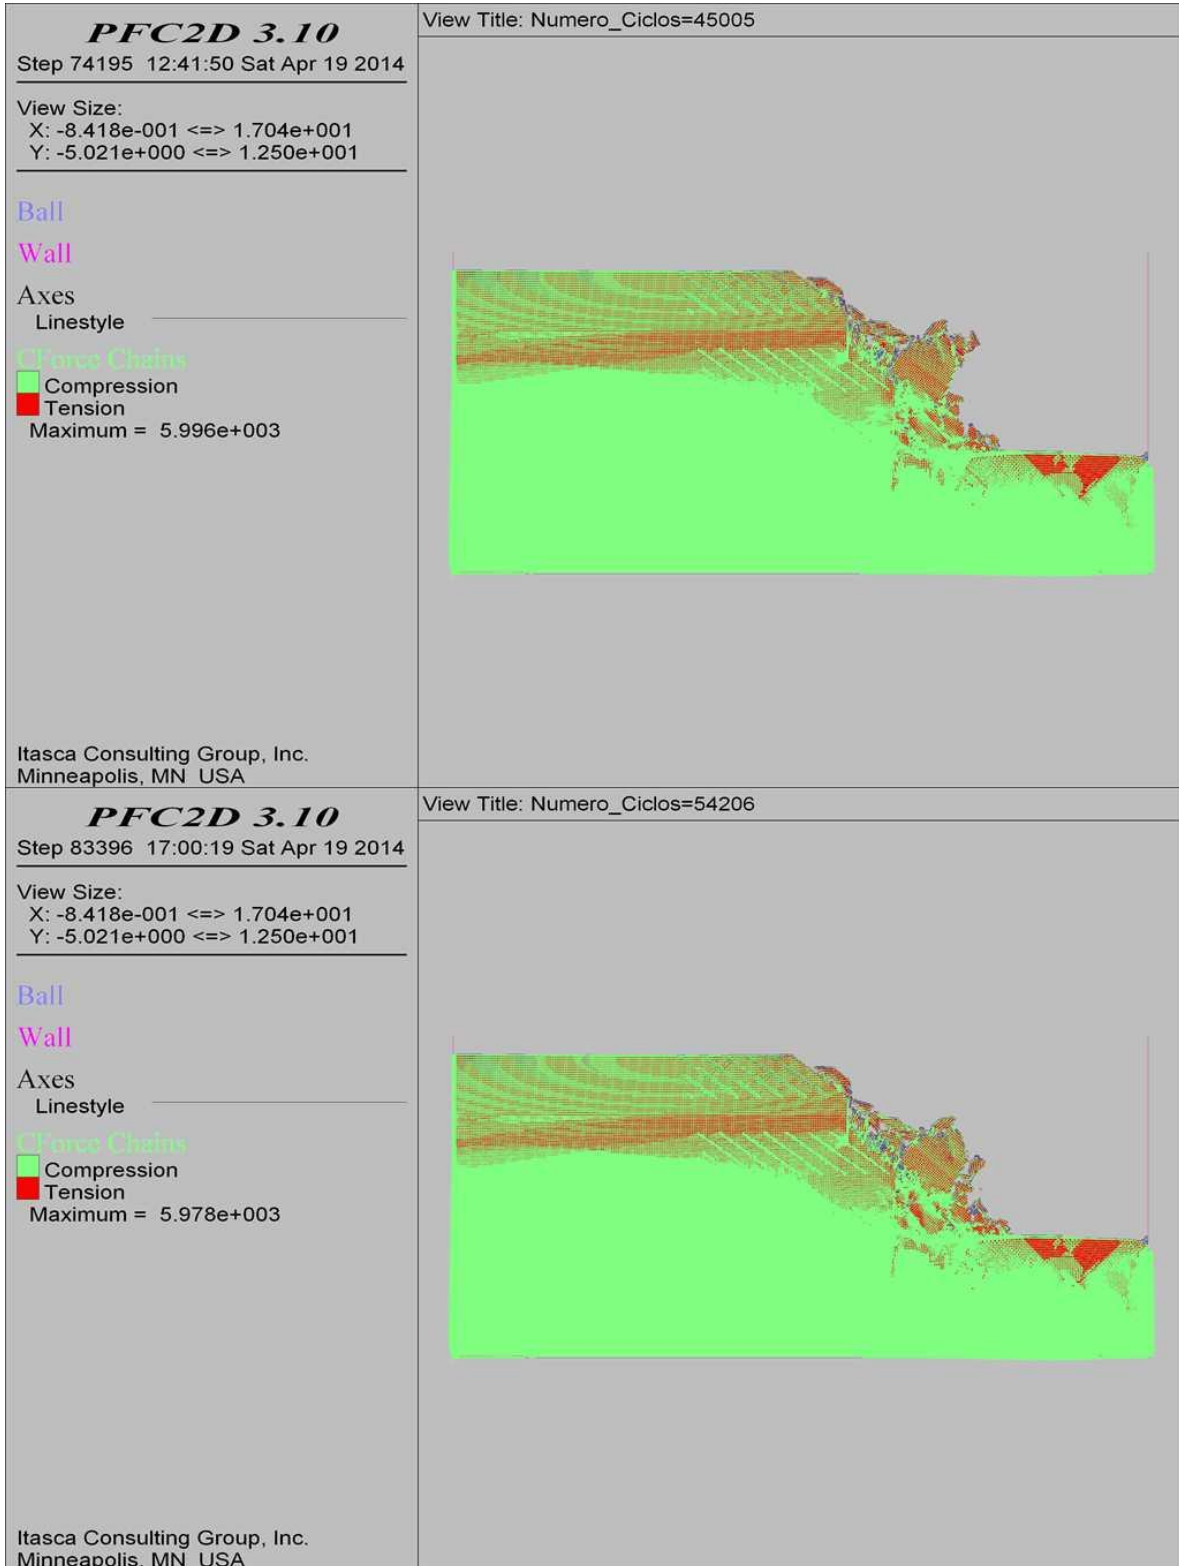 PFC2D 3.10
Step 74195 12:41:50 Sat Apr 19 2014
View Size:
X: -8.418e-001 <=> 1.704e+001
Y: -5.021e+000 <=> 1.250e+001
Ball
Wall
Axes
Linestyle
CForce Chains
Compression
Tension
Maximum = 5.996e+003
Itasca Consulting Group, Inc.
Minneapolis, MN USA
View Title: Numero_Ciclos=45005
PFC2D 3.10
Step 83396 17:00:19 Sat Apr 19 2014
View Size:
X: -8.418e-001 <=> 1.704e+001
Y: -5.021e+000 <=> 1.250e+001
Ball
Wall
Axes
Linestyle
CForce Chains
Compression
Tension
Maximum = 5.978e+003
Itasca Consulting Group, Inc.
Minneapolis, MN USA
View Title: Numero_Ciclos=54206